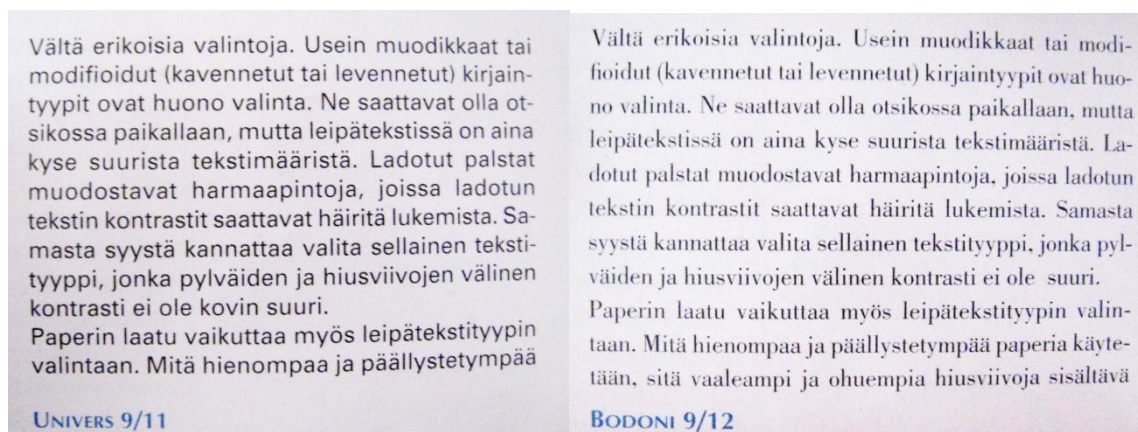 Vältä erikoisia valintoja. Usein muodikkaat tai
modifioidut (kavennetut tai levennetut) kirjain-
tyypit ovat huono valinta. Ne saattavat olla ot-
sikossa paikallaan, mutta leipätekstissä on aina
kyse suurista tekstimääristä. Ladotut palstat
muodostavat harmaapintoja, joissa ladotun
tekstin kontrastit saattavat häiritä lukemista. Sa-
masta syystä kannattaa valita sellainen teksti-
tyyppi, jonka pylväiden ja hiusviivojen välinen
kontrasti ei ole kovin suuri.
Paperin laatu vaikuttaa myös leipätekstityypin
valintaan. Mitä hienompaa ja päällystetympää
UNIVERS 9/11
Vältä erikoisia valintoja. Usein muodikkaat tai modi-
fioidut (kavennetut tai levennetut) kirjaintyypit ovat huo-
no valinta. Ne saattavat olla otsikossa paikallaan, mutta
leipätekstissä on aina kyse suurista tekstimääristä. La-
dotut palstat muodostavat harmaapintoja, joissa ladotun
tekstin kontrastit saattavat häiritä lukemista. Samasta
syystä kannattaa valita sellainen tekstityyppi, jonka pyl-
väiden ja hiusviivojen välinen kontrasti ei ole suuri.
Paperin laatu vaikuttaa myös leipätekstityypin valin-
taan. Mitä hienompaa ja päällystetympää paperia käyte-
tään, sitä vaaleampi ja ohuempia hiusviivoja sisältävä
BODONI 9/12